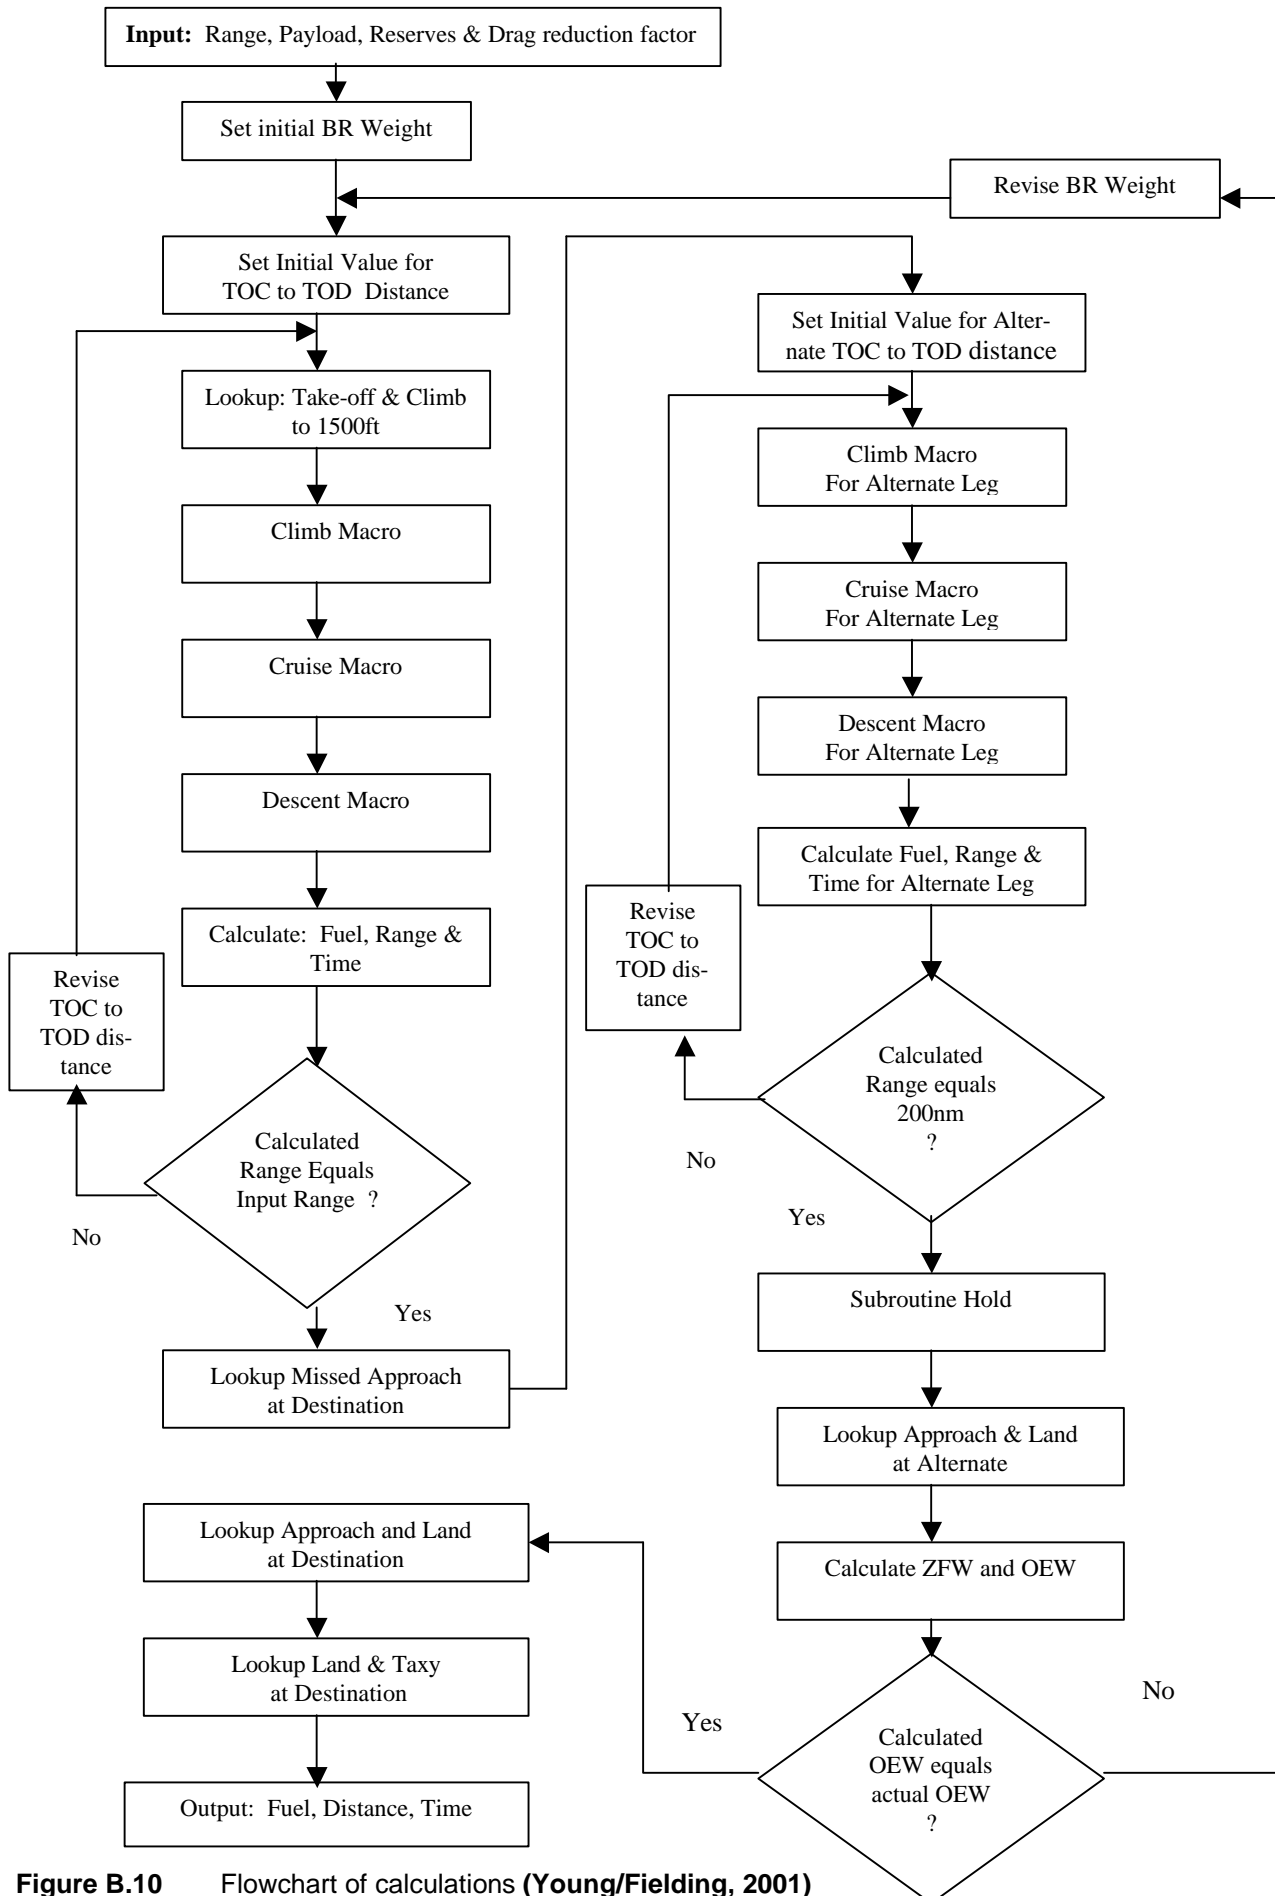 Input: Range, Payload, Reserves & Drag reduction factor
Set initial BR Weight
Revise BR Weight
Set Initial Value for
TOC to TOD Distance
Lookup: Take-off & Climb
to 1500ft
Climb Macro
Cruise Macro
Descent Macro
Calculate: Fuel, Range &
Time
Revise
TOC to
TOD dis-
tance
Calculated
Range Equals
Input Range ?
No
Yes
Lookup Missed Approach
at Destination
Set Initial Value for Alter-
nate TOC to TOD distance
Climb Macro
For Alternate Leg
Cruise Macro
For Alternate Leg
Descent Macro
For Alternate Leg
Calculate Fuel, Range &
Time for Alternate Leg
Revise
TOC to
TOD dis-
tance
Calculated
Range equals
200nm
?
No
Yes
Subroutine Hold
Lookup Approach & Land
at Alternate
Calculate ZFW and OEW
Calculated
OEW equals
actual OEW
?
No
Yes
Lookup Approach and Land
at Destination
Lookup Land & Taxy
at Destination
Output: Fuel, Distance, Time
Figure B.10 Flowchart of calculations (Young/Fielding, 2001)